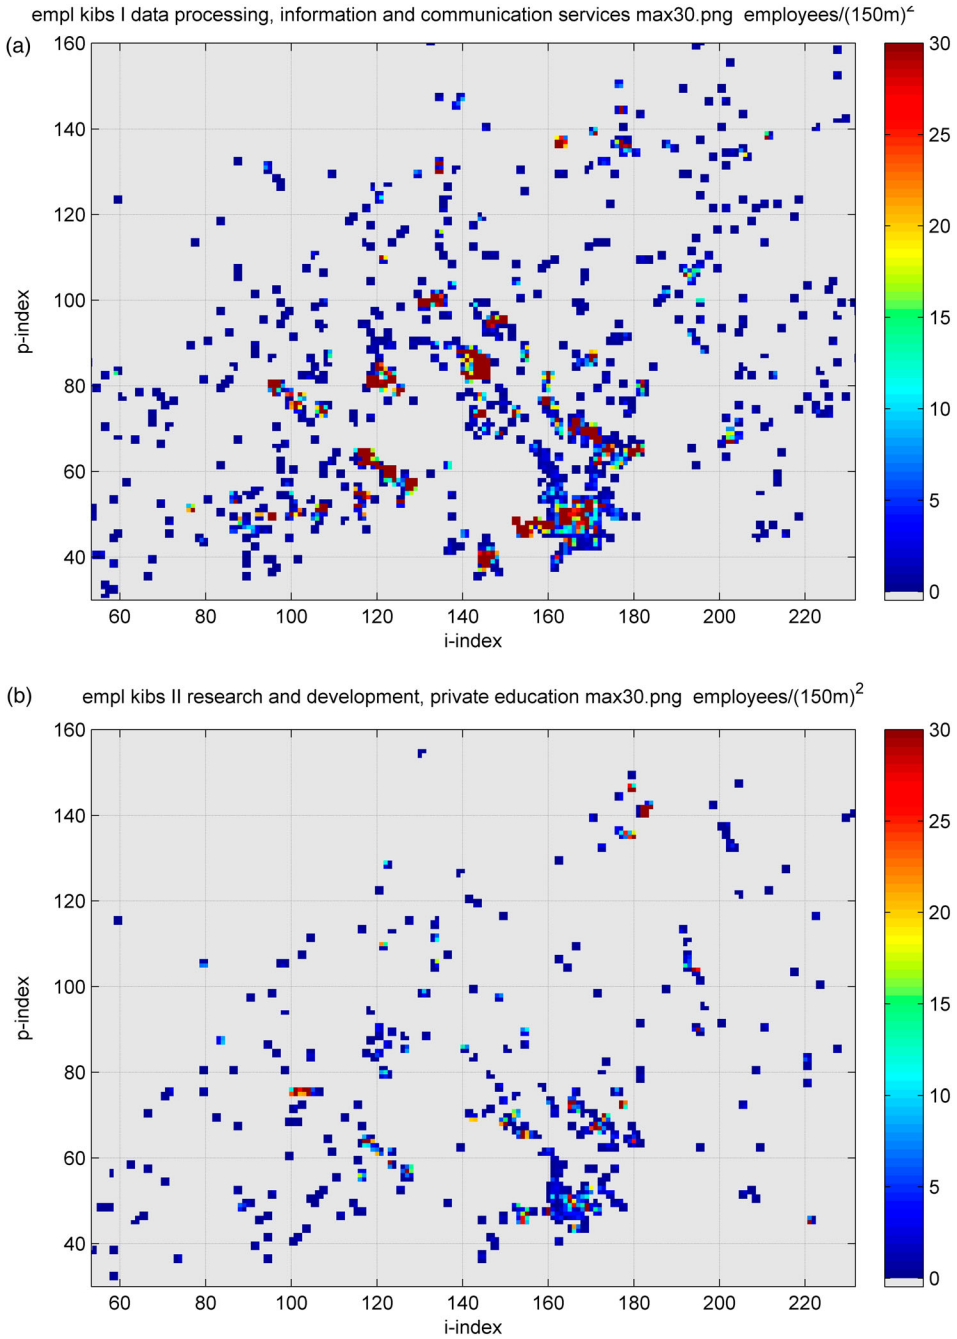 empl kibs I data processing, information and communication services max30.png employees/(150m)²
(a)
160
140
120
100
80
60
40
p-index
60 80 100 120 140 160 180 200 220
i-index
30
25
20
15
10
5
0
(b)
empl kibs II research and development, private education max30.png employees/(150m)²
160
140
120
100
80
60
40
p-index
60 80 100 120 140 160 180 200 220
i-index
30
25
20
15
10
5
0